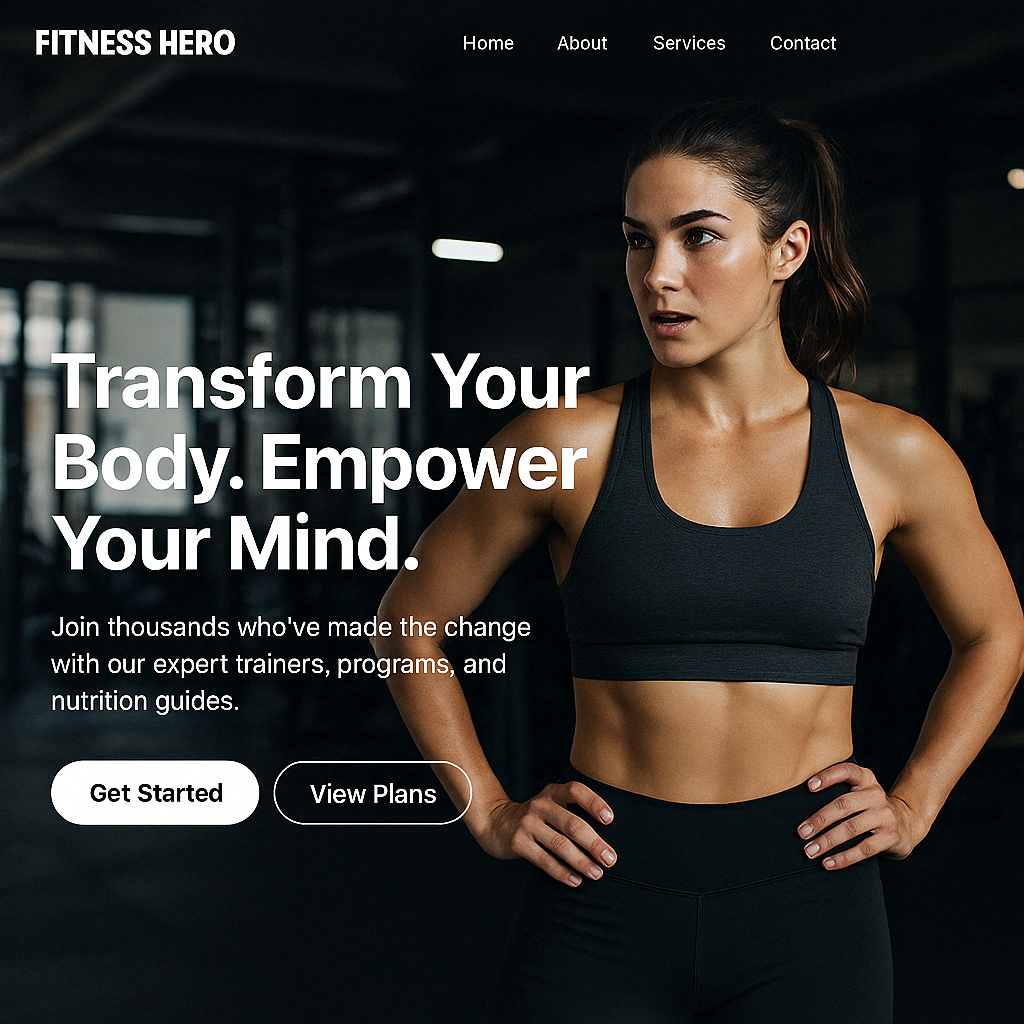 FITNESS HERO
Home About Services Contact
Transform Your
Body. Empower
Your Mind.
Join thousands who've made the change
with our expert trainers, programs, and
nutrition guides.
Get Started View Plans